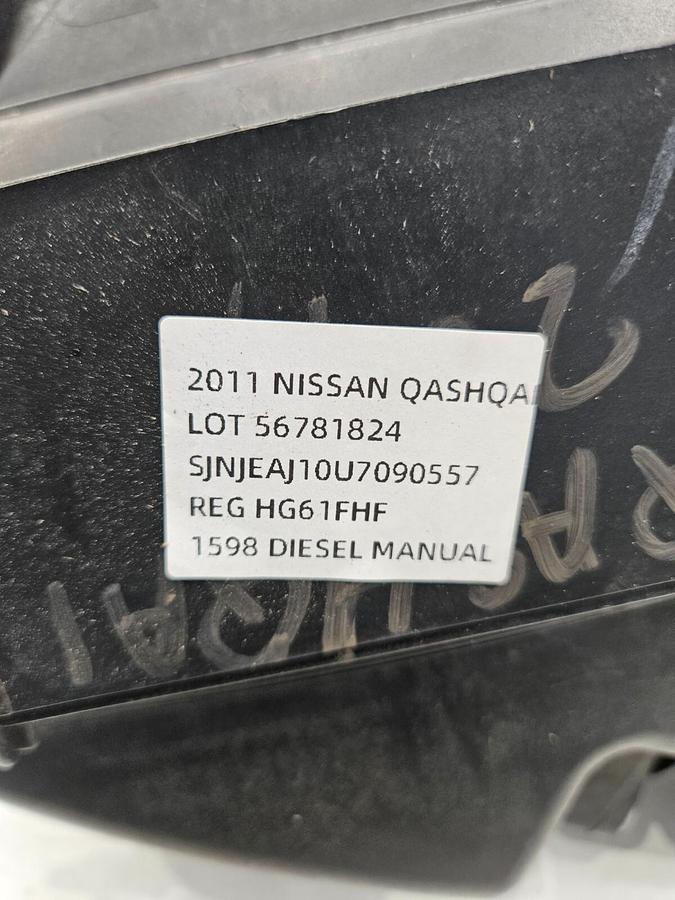 2011 NISSAN QASHQAI
LOT 56781824
SJNJEAJ10U7090557
REG HG61FHF
1598 DIESEL MANUAL